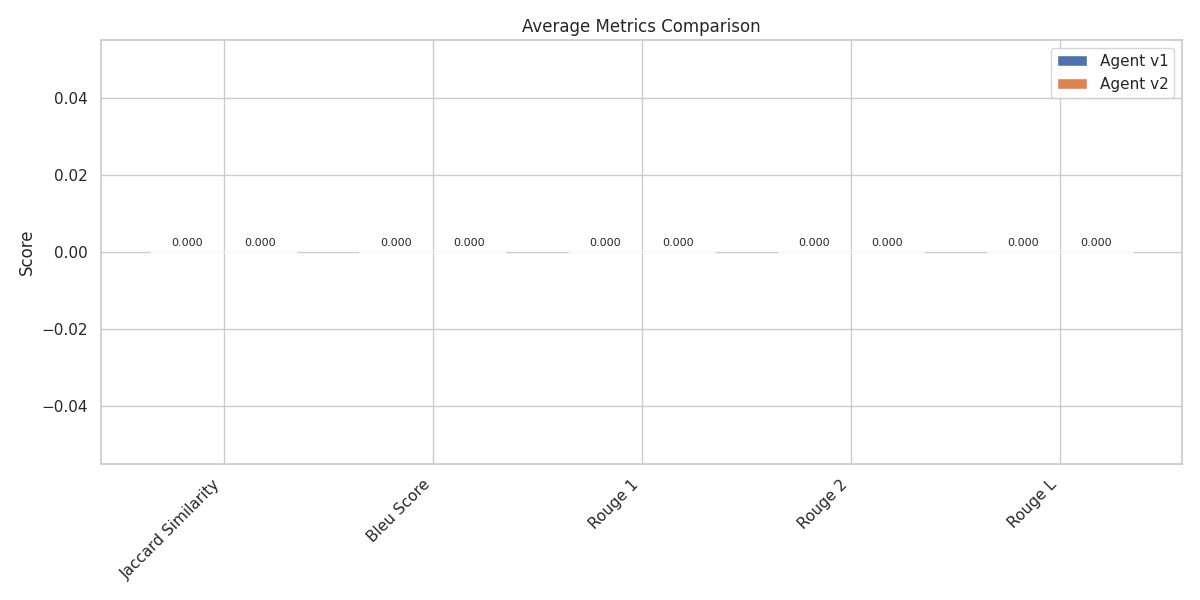 Average Metrics Comparison
Agent v1
Agent v2
Score
0.04
0.02
0.00
−0.02
−0.04
0.000 0.000 0.000 0.000 0.000 0.000 0.000 0.000 0.000 0.000
Jaccard Similarity
Bleu Score
Rouge 1
Rouge 2
Rouge L